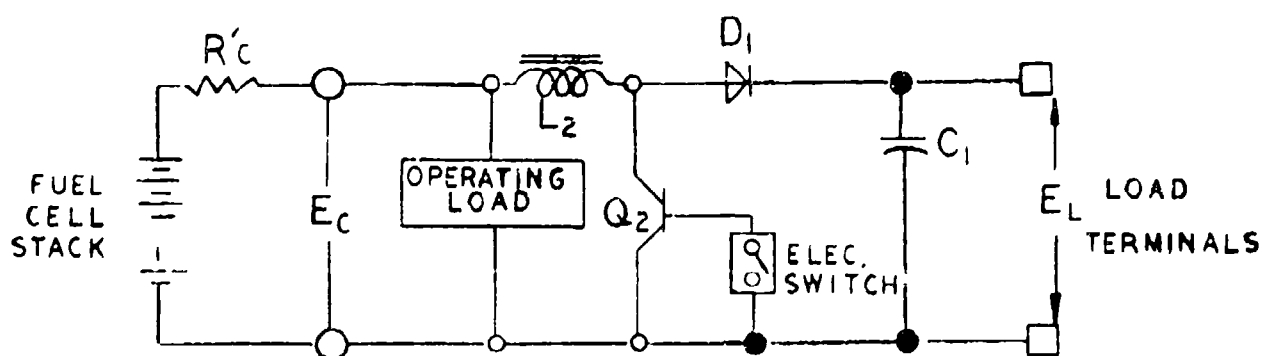 R'C
D1
L2
FUEL
CELL
STACK
EC
OPERATING
LOAD
Q2
ELEC.
SWITCH
C1
EL
LOAD
TERMINALS